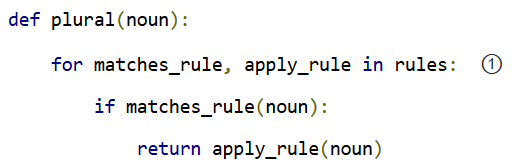 def plural(noun):
for matches_rule, apply_rule in rules: ①
if matches_rule(noun):
return apply_rule(noun)